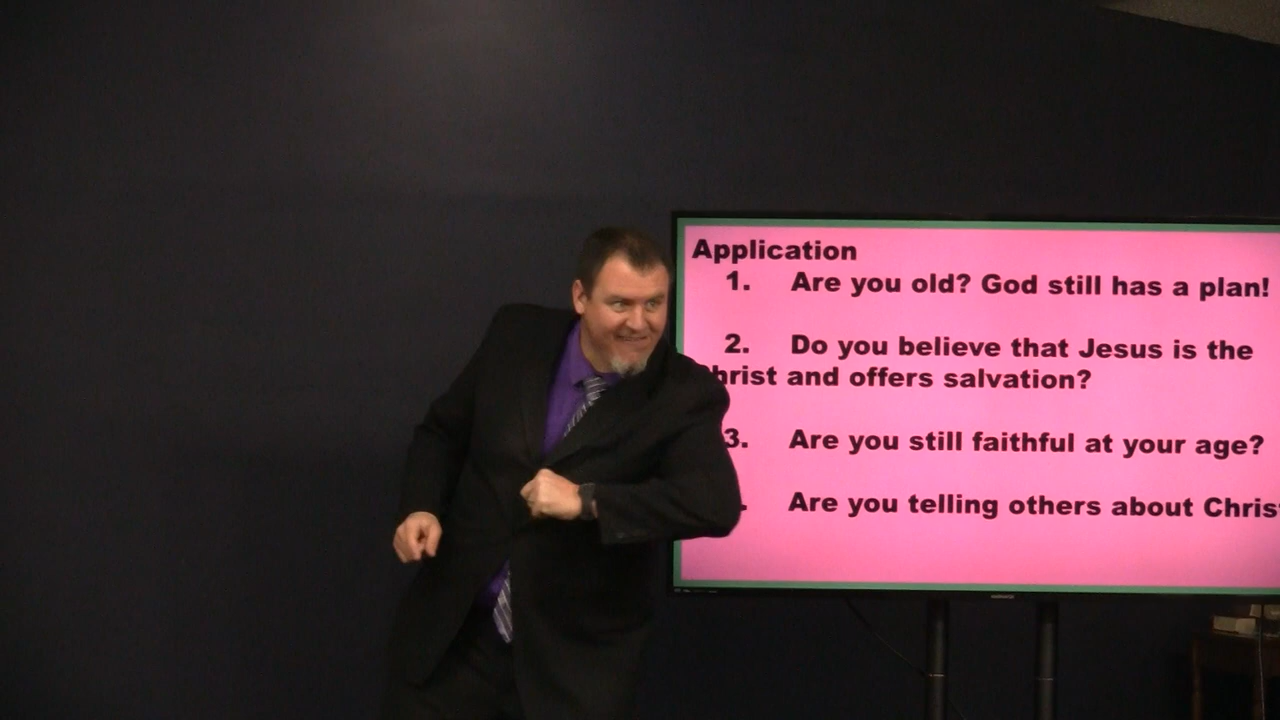 Application
1. Are you old? God still has a plan!
2. Do you believe that Jesus is the
hrist and offers salvation?
3. Are you still faithful at your age?
. Are you telling others about Chris